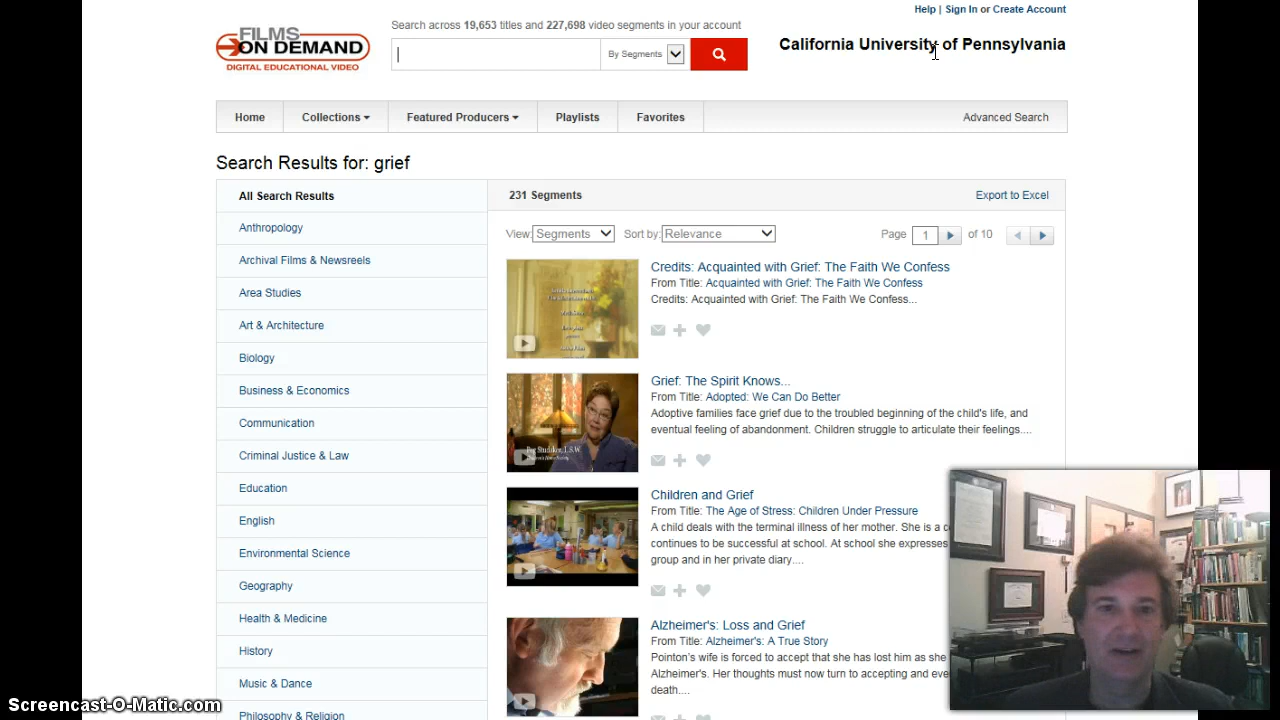 Help | Sign In or Create Account
Search across 19,653 titles and 227,698 video segments in your account
FILMS
ON DEMAND
DIGITAL EDUCATIONAL VIDEO
By Segments
California University of Pennsylvania
Home
Collections
Featured Producers
Playlists
Favorites
Advanced Search
Search Results for: grief
All Search Results
Anthropology
Archival Films & Newsreels
Area Studies
Art & Architecture
Biology
Business & Economics
Communication
Criminal Justice & Law
Education
English
Environmental Science
Geography
Health & Medicine
History
Music & Dance
Philosophy & Religion
231 Segments
Export to Excel
View: Segments Sort by: Relevance
Page 1 of 10
Credits: Acquainted with Grief: The Faith We Confess
From Title: Acquainted with Grief: The Faith We Confess
Credits: Acquainted with Grief: The Faith We Confess...
Grief: The Spirit Knows...
From Title: Adopted: We Can Do Better
Adoptive families face grief due to the troubled beginning of the child's life, and
eventual feeling of abandonment. Children struggle to articulate their feelings....
Children and Grief
From Title: The Age of Stress: Children Under Pressure
A child deals with the terminal illness of her mother. She is a
continues to be successful at school. At school she expresses
group and in her private diary....
Alzheimer's: Loss and Grief
From Title: Alzheimer's: A True Story
Pointon's wife is forced to accept that she has lost him as she
Alzheimer's. Her thoughts must now turn to accepting and
death....
Screencast-O-Matic.com